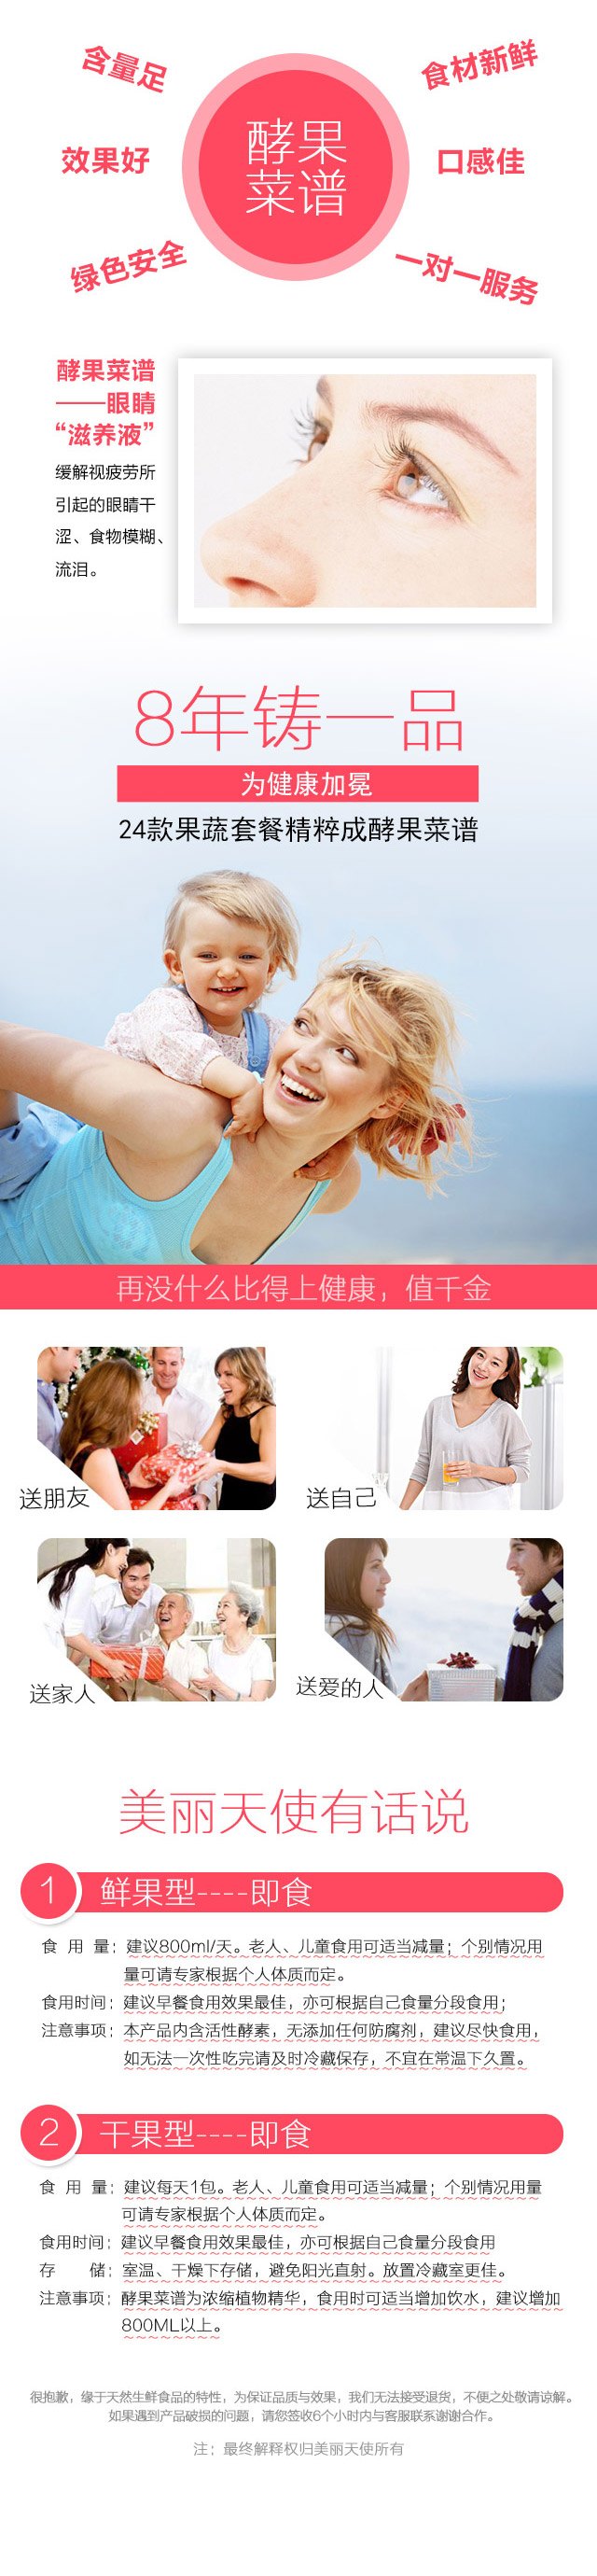 含量足
食材新鲜
效果好
酵果
菜谱
口感佳
绿色安全
一对一服务
酵果菜谱
——眼睛
“滋养液”
缓解视疲劳所
引起的眼睛干
涩、食物模糊、
流泪。
8年铸一品
为健康加冕
24款果蔬套餐精粹成酵果菜谱
再没什么比得上健康，值千金
送朋友
送自己
送家人
送爱的人
美丽天使有话说
1 鲜果型----即食
食 用 量：建议800ml/天。老人、儿童食用可适当减量；个别情况用
量可请专家根据个人体质而定。
食用时间：建议早餐食用效果最佳，亦可根据自己食量分段食用；
注意事项：本产品内含活性酵素，无添加任何防腐剂，建议尽快食用，
如无法一次性吃完请及时冷藏保存，不宜在常温下久置。
2 干果型----即食
食 用 量：建议每天1包。老人、儿童食用可适当减量；个别情况用量
可请专家根据个人体质而定。
食用时间：建议早餐食用效果最佳，亦可根据自己食量分段食用
存 储：室温、干燥下存储，避免阳光直射。放置冷藏室更佳。
注意事项：酵果菜谱为浓缩植物精华，食用时可适当增加饮水，建议增加
800ML以上。
很抱歉，缘于天然生鲜食品的特性，为保证品质与效果，我们无法接受退货，不便之处敬请谅解。
如果遇到产品破损的问题，请您签收6个小时内与客服联系谢谢合作。
注：最终解释权归美丽天使所有